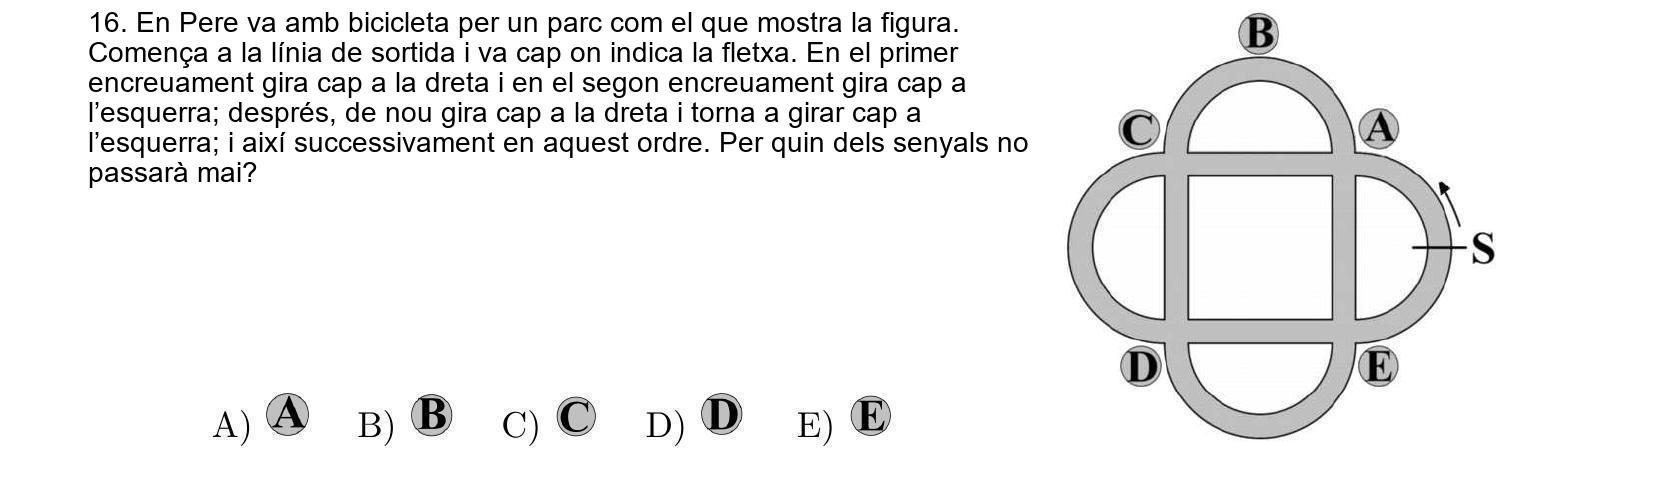 16. En Pere va amb bicicleta per un parc com el que mostra la figura.
Comença a la línia de sortida i va cap on indica la fletxa. En el primer
encreuament gira cap a la dreta i en el segon encreuament gira cap a
l’esquerra; després, de nou gira cap a la dreta i torna a girar cap a
l’esquerra; i així successivament en aquest ordre. Per quin dels senyals no
passarà mai?
B
C
A
S
D
E
A) A B) B C) C D) D E) E